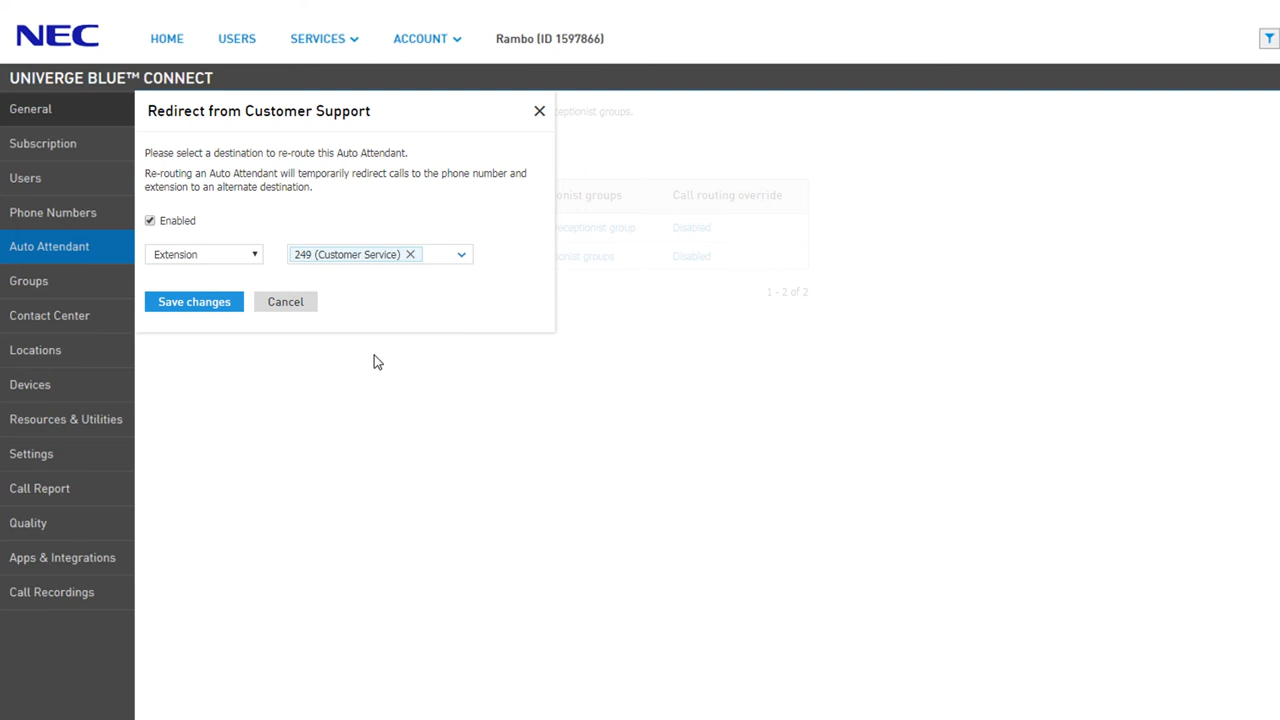 NEC
HOME
USERS
SERVICES
ACCOUNT
Rambo (ID 1597866)
UNIVERGE BLUE™ CONNECT
General
Subscription
Users
Phone Numbers
Auto Attendant
Groups
Contact Center
Locations
Devices
Resources & Utilities
Settings
Call Report
Quality
Apps & Integrations
Call Recordings
Redirect from Customer Support
Please select a destination to re-route this Auto Attendant.
Re-routing an Auto Attendant will temporarily redirect calls to the phone number and
extension to an alternate destination.
Enabled
Extension
249 (Customer Service)
Save changes
Cancel
groups.
groups
Call routing override
group
Disabled
groups
Disabled
1 - 2 of 2